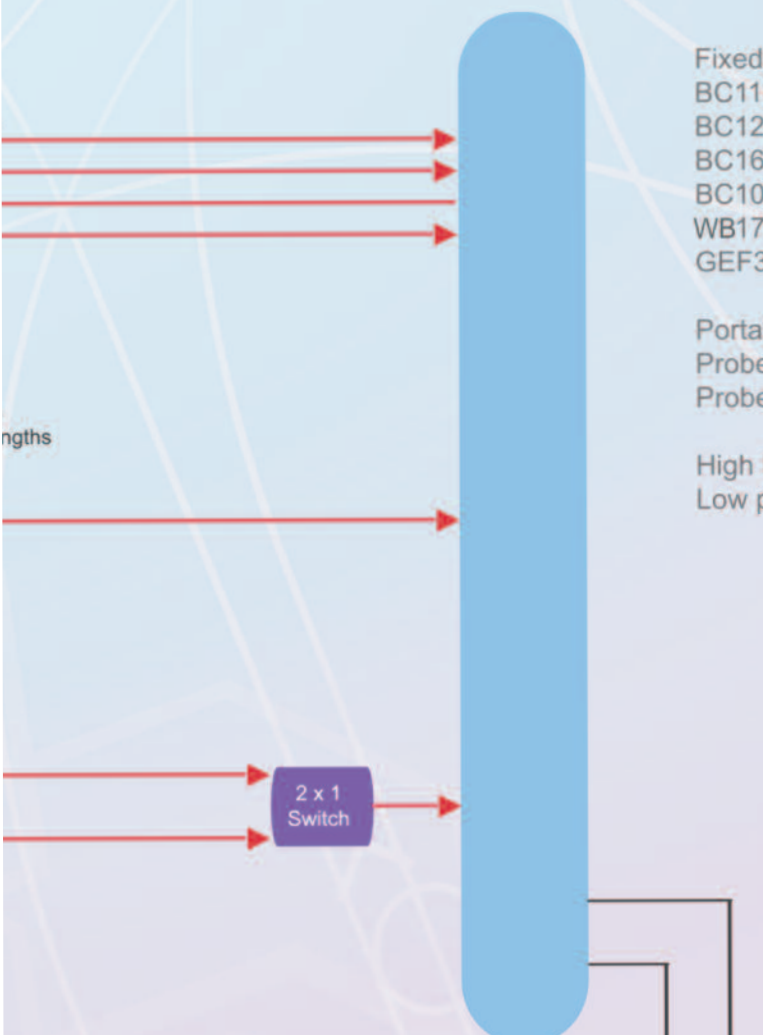 ngths
2 x 1
Switch
Fixed
BC11
BC12
BC16
BC10
WB17
GEF3
Porta
Probe
Probe
High
Low p